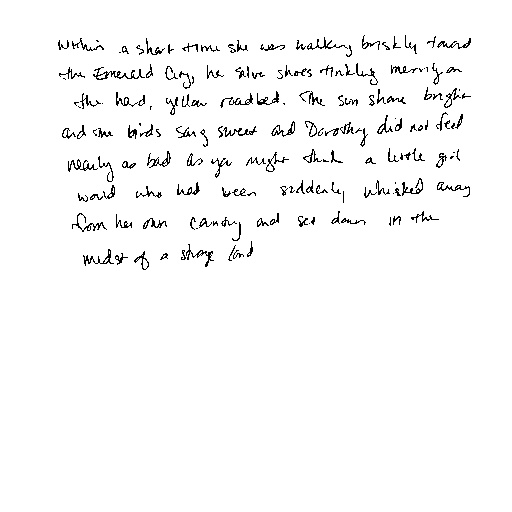 Within a short time she was walking briskly toward
the Emerald City, he silve shoes tinkling merrily on
the hard, yellow roadbed. The sun shone bright
and the birds sang sweet and Dorothy did not feel
nearly as bad as you might think a little girl
would who had been suddenly whisked away
from her own country and set down in the
midst of a strange land